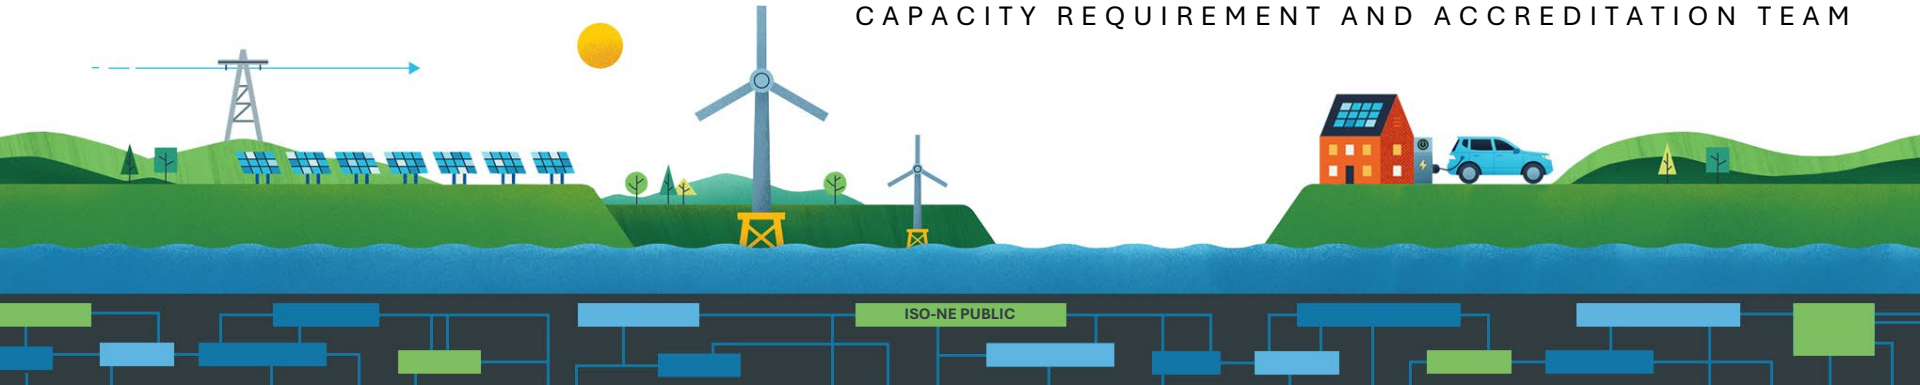 CAPACITY REQUIREMENT AND ACCREDITATION TEAM
ISO-NE PUBLIC